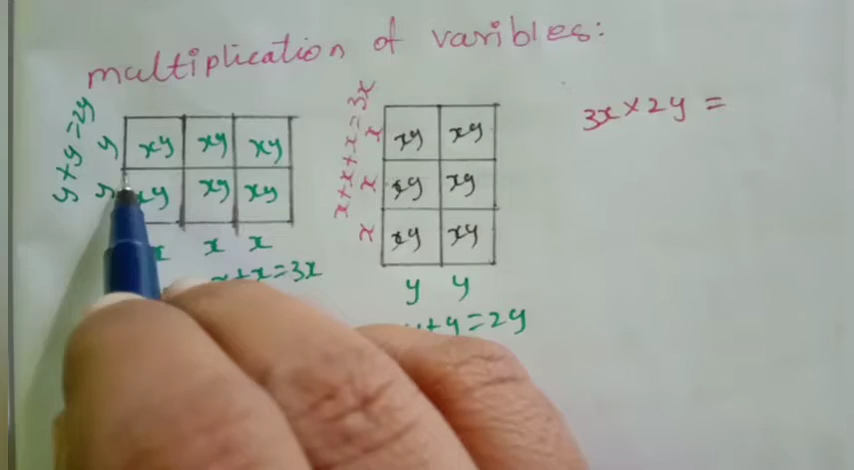 multiplication of varibles:
3x × 2y =
y+y=2y
y
y
xy xy xy
xy xy xy
x x x
x+x=3x
x+x+x=3x
x
x
x
xy xy
xy xy
xy xy
y y
y+y=2y